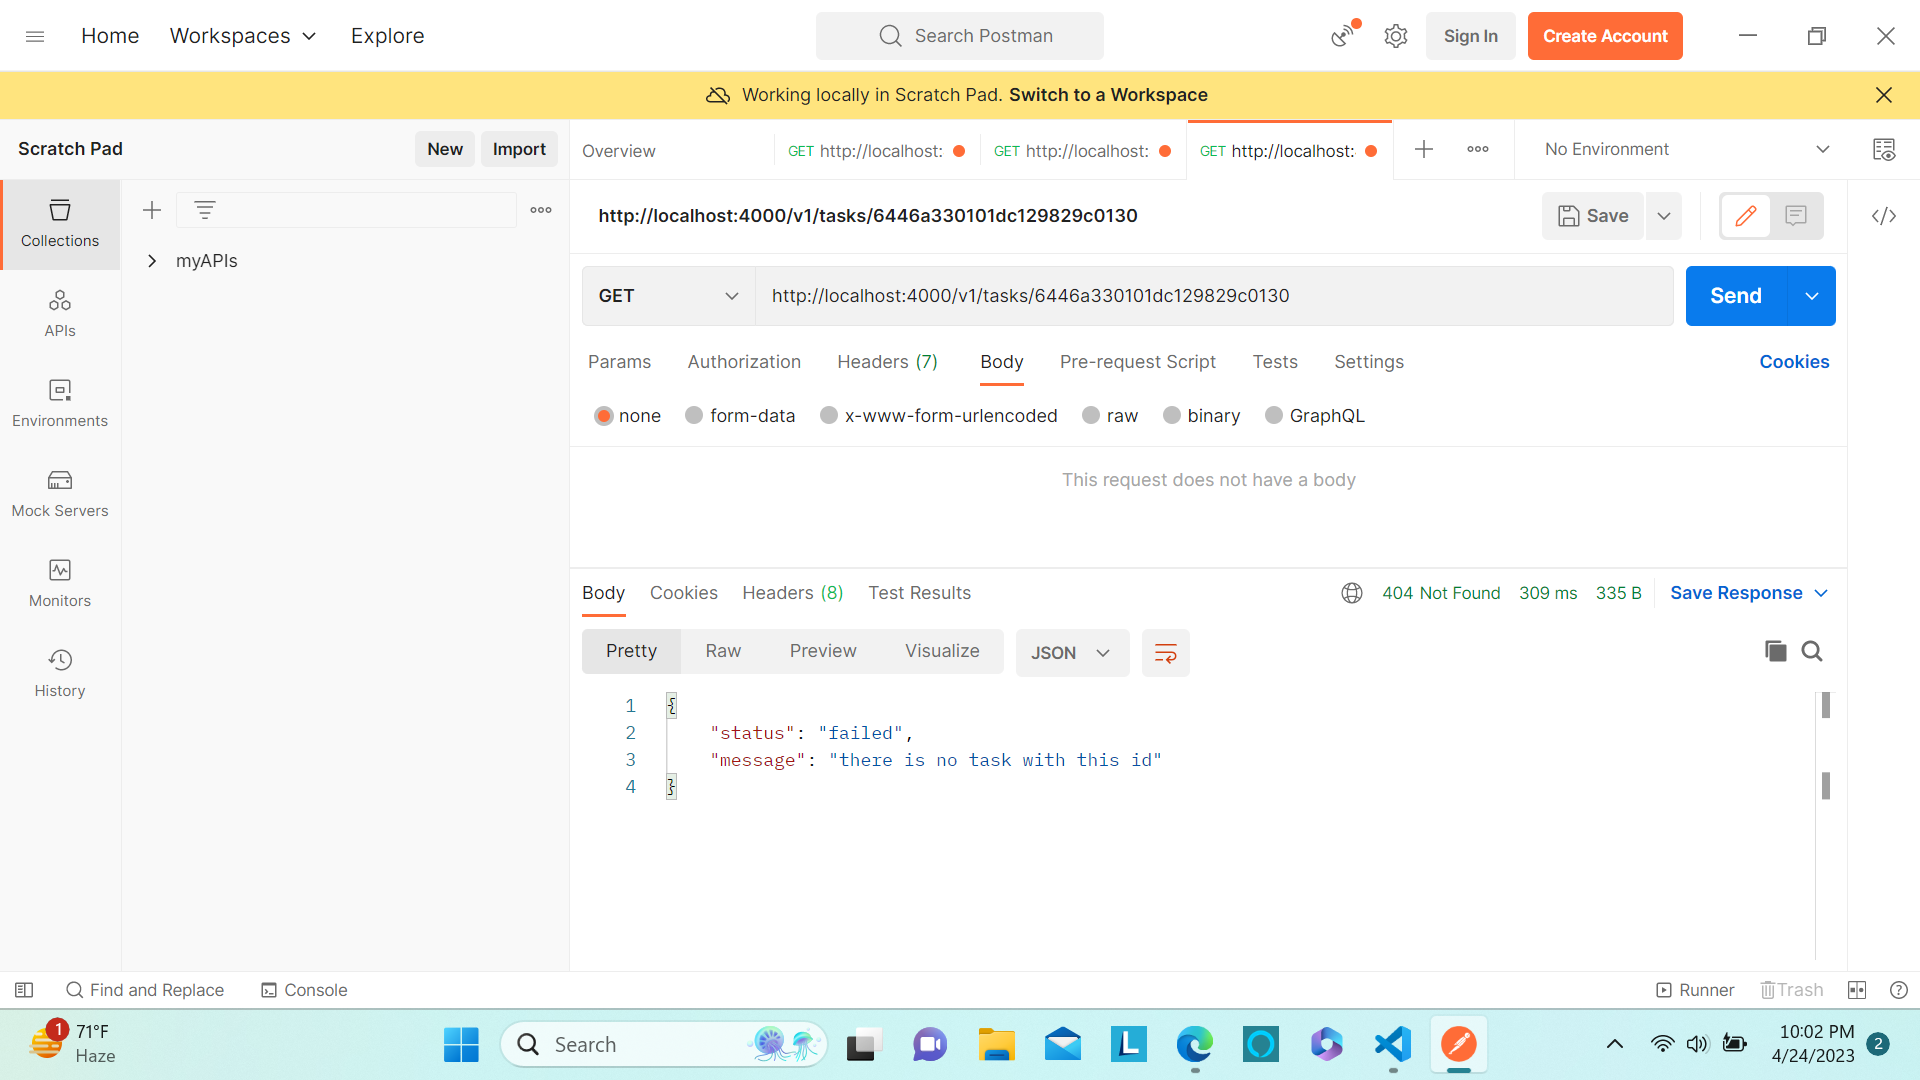 Home
Workspaces
Explore
Search Postman
Sign In
Create Account
Working locally in Scratch Pad. Switch to a Workspace
Scratch Pad
New
Import
Overview
GET http://localhost:
GET http://localhost:
GET http://localhost:
No Environment
Collections
APIs
Environments
Mock Servers
Monitors
History
myAPIs
http://localhost:4000/v1/tasks/6446a330101dc129829c0130
Save
GET
http://localhost:4000/v1/tasks/6446a330101dc129829c0130
Send
Params
Authorization
Headers (7)
Body
Pre-request Script
Tests
Settings
Cookies
none
form-data
x-www-form-urlencoded
raw
binary
GraphQL
This request does not have a body
Body
Cookies
Headers (8)
Test Results
404 Not Found
309 ms
335 B
Save Response
Pretty
Raw
Preview
Visualize
JSON
1 {
2 "status": "failed",
3 "message": "there is no task with this id"
4 }
Find and Replace
Console
Runner
Trash
1
71°F
Haze
Search
L
10:02 PM
4/24/2023
2